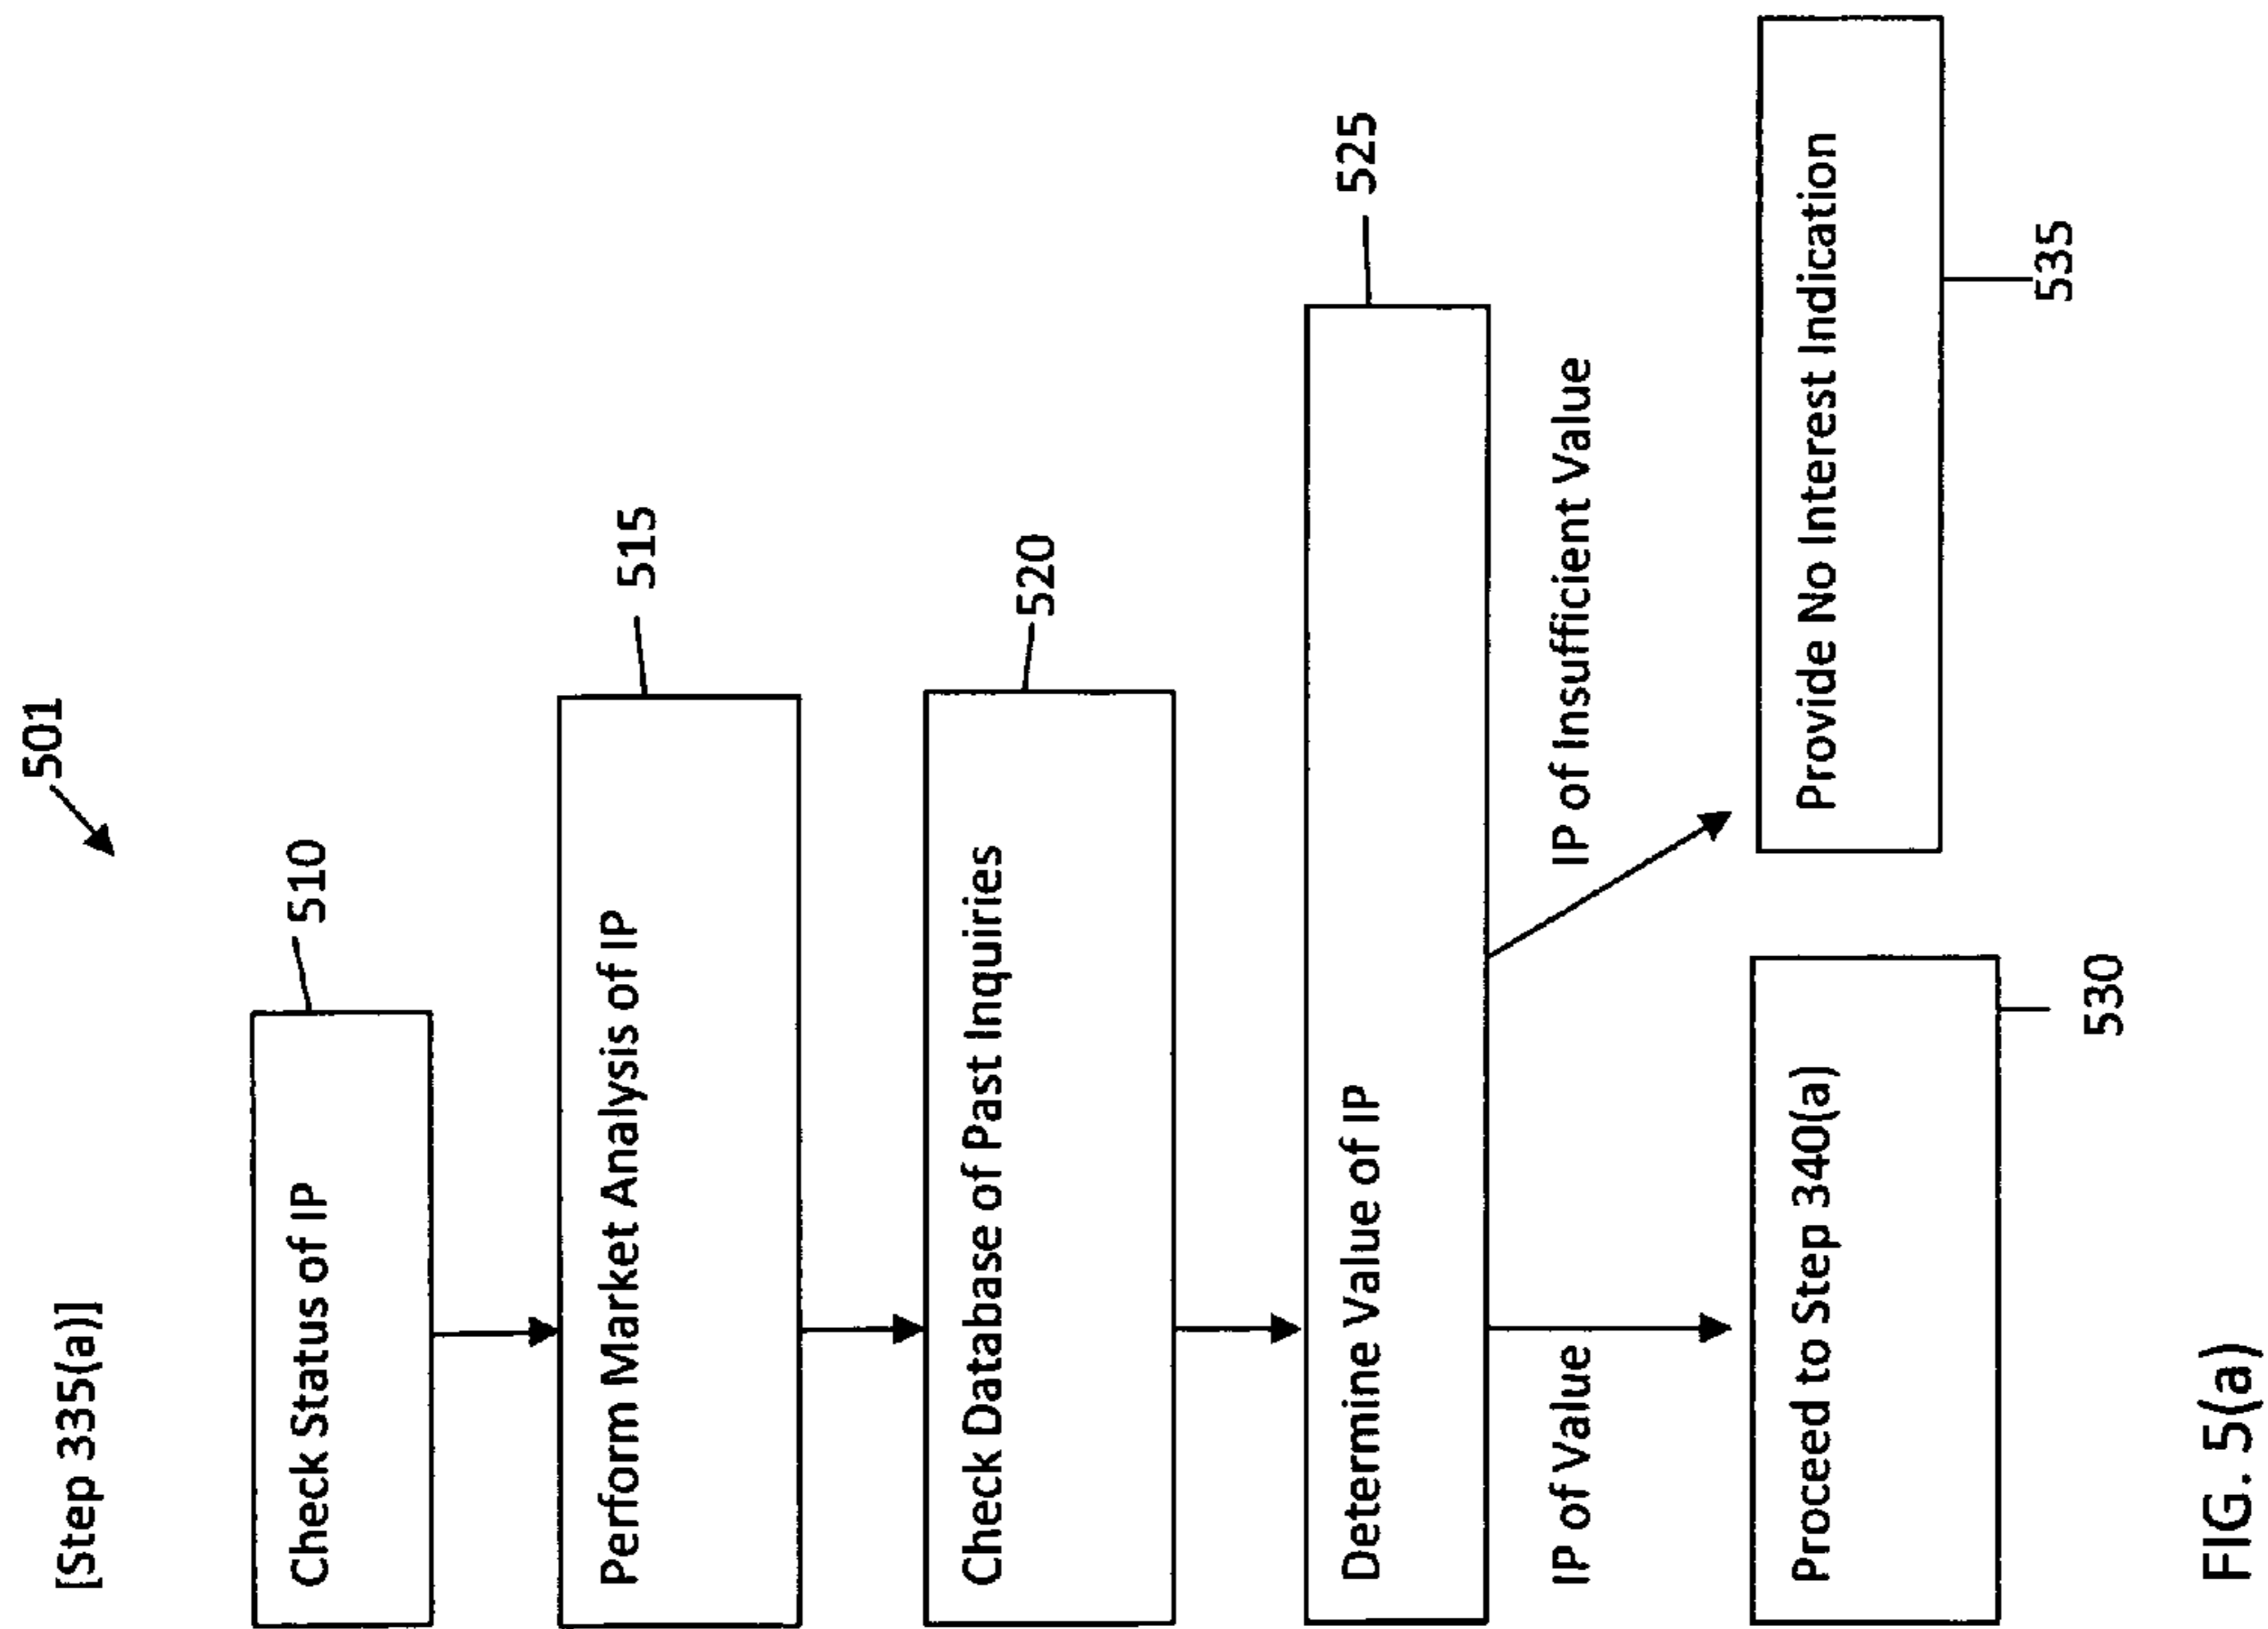 501
[Step 335(a)]
510
Check Status of IP
515
Perform Market Analysis of IP
520
Check Database of Past Inquiries
525
Determine Value of IP
IP of Value
IP of Insufficient Value
Proceed to Step 340(a)
530
Provide No Interest Indication
535
FIG. 5(a)